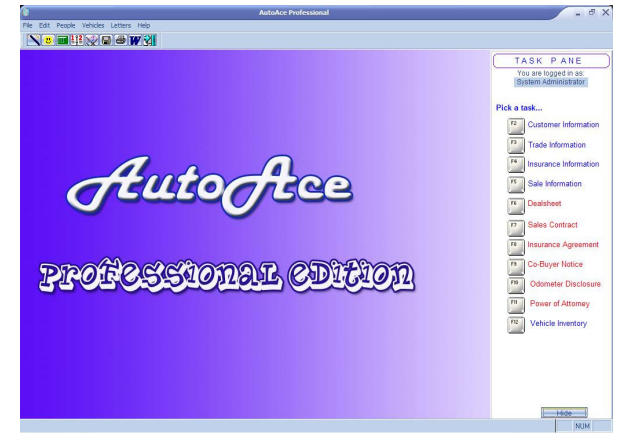 AutoAce Professional
File Edit People Vehicles Letters Help
AutoAce
Professional Edition
TASK PANE
You are logged in as:
System Administrator
Pick a task...
F2 Customer Information
F3 Trade Information
F4 Insurance Information
F5 Sale Information
F6 Dealsheet
F7 Sales Contract
F8 Insurance Agreement
F9 Co-Buyer Notice
F10 Odometer Disclosure
F11 Power of Attorney
F12 Vehicle Inventory
Hide
NUM